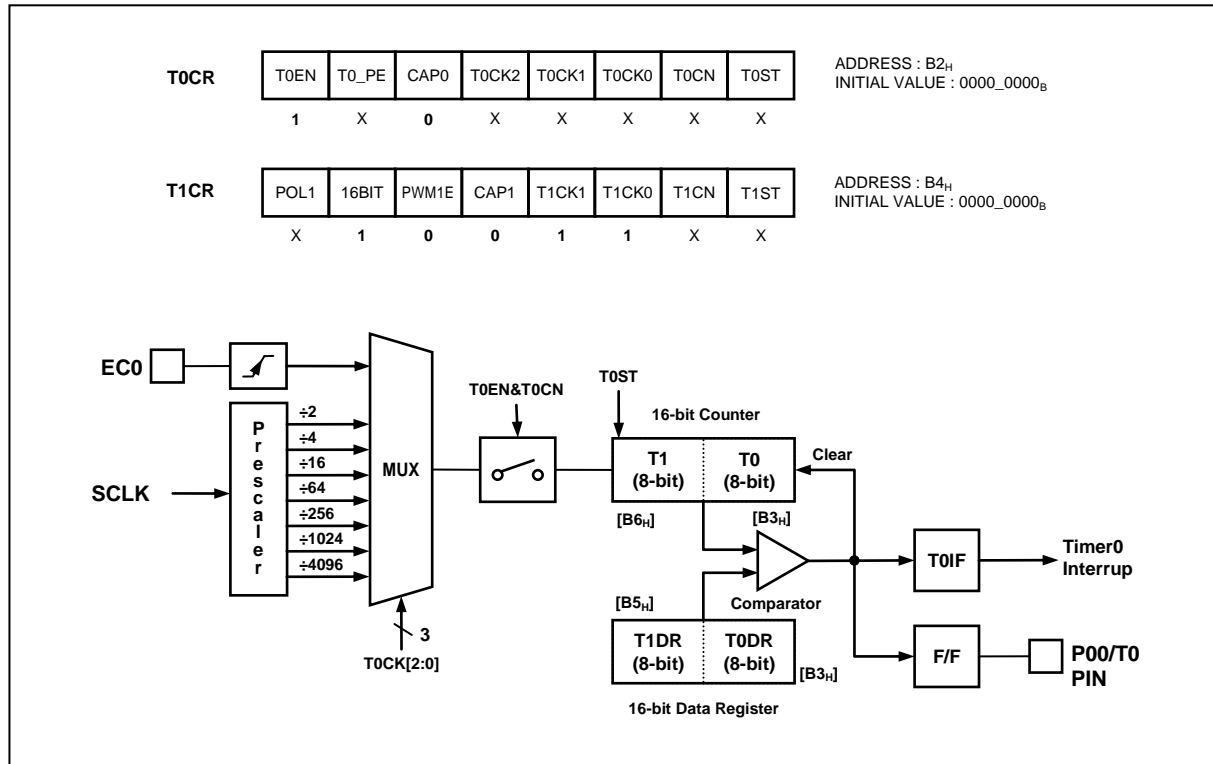 T0CR T0EN T0_PE CAP0 T0CK2 T0CK1 T0CK0 T0CN T0ST ADDRESS : B2H
INITIAL VALUE : 0000_0000B
1 X 0 X X X X X
T1CR POL1 16BIT PWM1E CAP1 T1CK1 T1CK0 T1CN T1ST ADDRESS : B4H
INITIAL VALUE : 0000_0000B
X 1 0 0 1 1 X X
EC0
T0EN&T0CN
T0ST
16-bit Counter
SCLK
Prescaler
÷2
÷4
÷16
÷64
÷256
÷1024
÷4096
MUX
3
T0CK[2:0]
T1
(8-bit)
T0
(8-bit)
Clear
[B6H]
[B3H]
Comparator
[B5H]
T1DR
(8-bit)
T0DR
(8-bit)
[B3H]
16-bit Data Register
T0IF
Timer0
Interrup
F/F
P00/T0
PIN